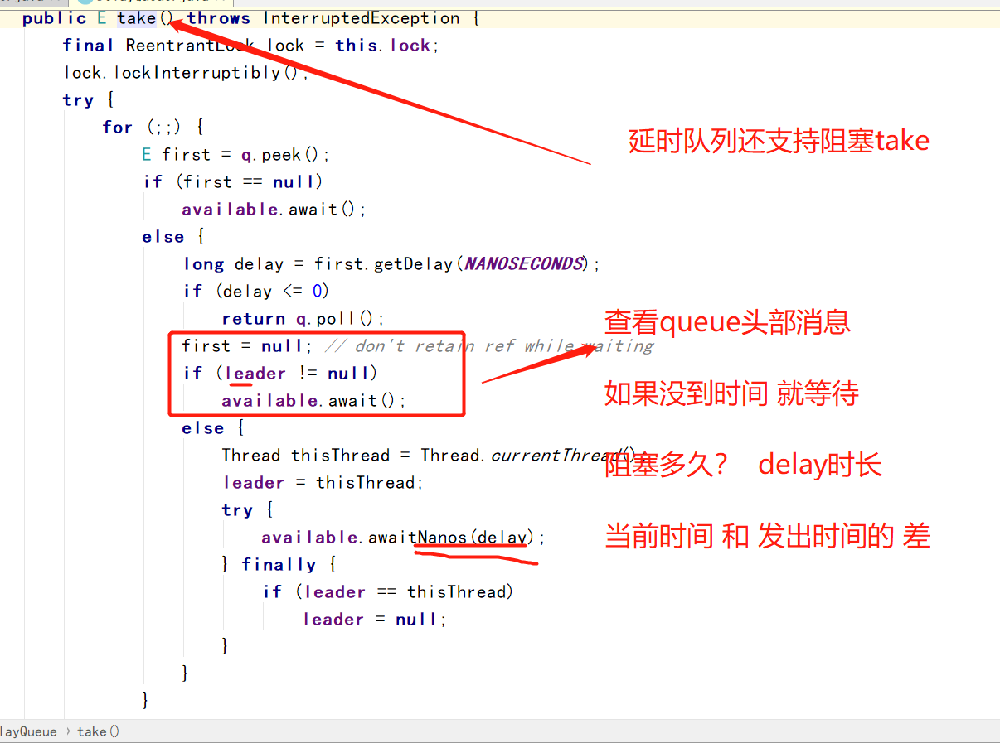 public E take() throws InterruptedException {
final ReentrantLock lock = this.lock;
lock.lockInterruptibly();
try {
for (;;) {
延时队列还支持阻塞take
E first = q.peek();
if (first == null)
available.await();
else {
long delay = first.getDelay(NANOSECONDS);
if (delay <= 0)
return q.poll();
查看queue头部消息
first = null; // don't retain ref while waiting
if (leader != null)
available.await();
如果没到时间 就等待
else {
Thread thisThread = Thread.currentThread();
阻塞多久? delay时长
leader = thisThread;
try {
available.awaitNanos(delay);
当前时间 和 发出时间的 差
} finally {
if (leader == thisThread)
leader = null;
}
}
}
layQueue › take()